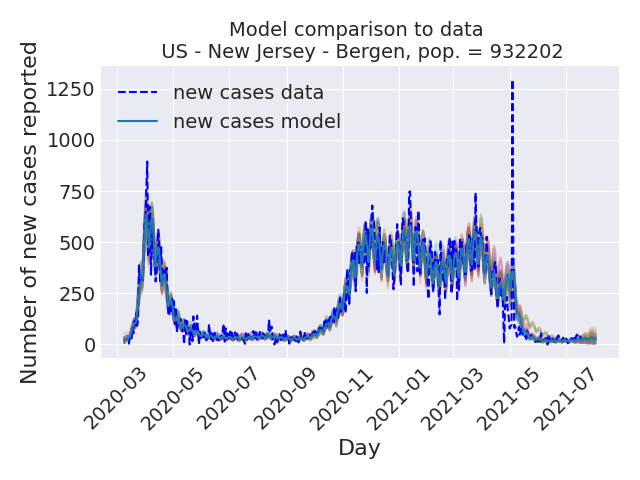 Model comparison to data
US - New Jersey - Bergen, pop. = 932202
Number of new cases reported
1250
1000
750
500
250
0
new cases data
new cases model
2020-03
2020-05
2020-07
2020-09
2020-11
2021-01
2021-03
2021-05
2021-07
Day